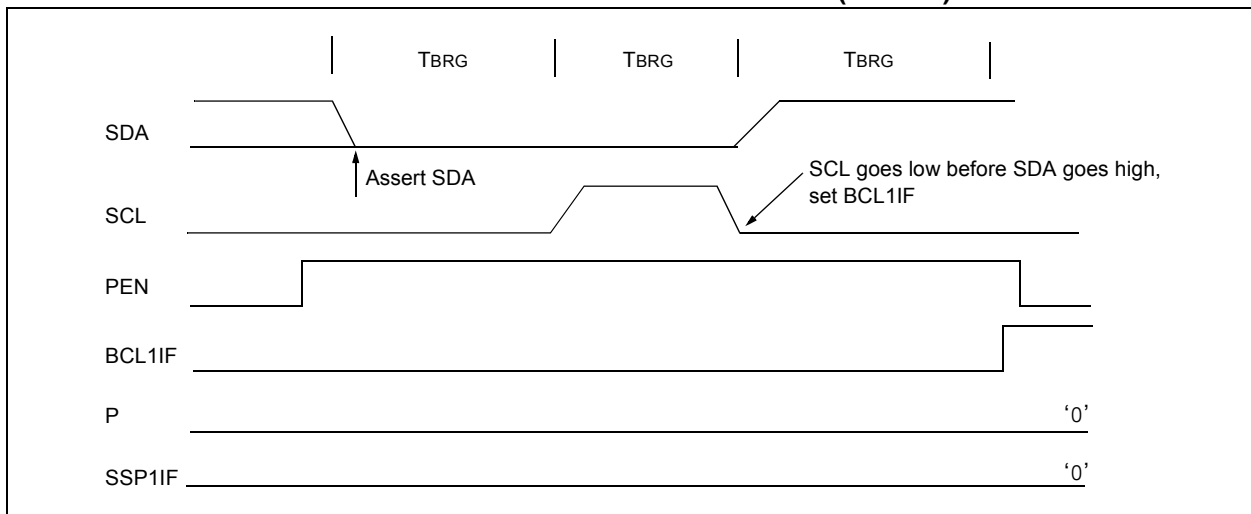 TBRG TBRG TBRG
SDA
Assert SDA
SCL goes low before SDA goes high,
set BCL1IF
SCL
PEN
BCL1IF
P ‘0’
SSP1IF ‘0’